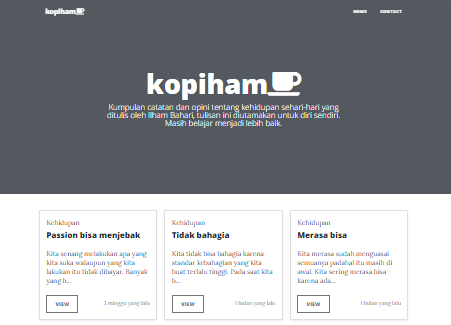 kopiham
HOME CONTACT
kopiham
Kumpulan catatan dan opini tentang kehidupan sehari-hari yang
ditulis oleh Ilham Bahari, tulisan ini diutamakan untuk diri sendiri.
Masih belajar menjadi lebih baik.
Kehidupan
Passion bisa menjebak
Kita senang melakukan apa yang
kita suka walaupun yang kita
lakukan itu tidak dibayar. Banyak
yang b...
VIEW
3 minggu yang lalu
Kehidupan
Tidak bahagia
Kita tidak bisa bahagia karena
standar kebahagian yang kita
buat terlalu tinggi. Pada saat kita
b...
VIEW
1 bulan yang lalu
Kehidupan
Merasa bisa
Kita merasa sudah menguasai
semuanya padahal itu masih di
awal. Kita sering merasa bisa
karena ada...
VIEW
1 bulan yang lalu